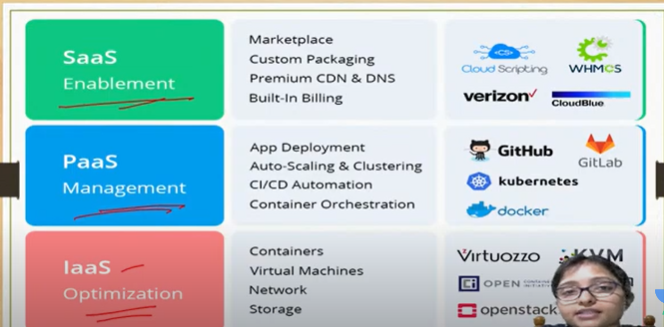 SaaS
Enablement
Marketplace
Custom Packaging
Premium CDN & DNS
Built-In Billing
CS
Cloud Scripting
WHMCS
verizon✓
CloudBlue
PaaS
Management
App Deployment
Auto-Scaling & Clustering
CI/CD Automation
Container Orchestration
GitHub
GitLab
kubernetes
docker
IaaS
Optimization
Containers
Virtual Machines
Network
Storage
Virtuozzo
KVM
OPEN
openstack